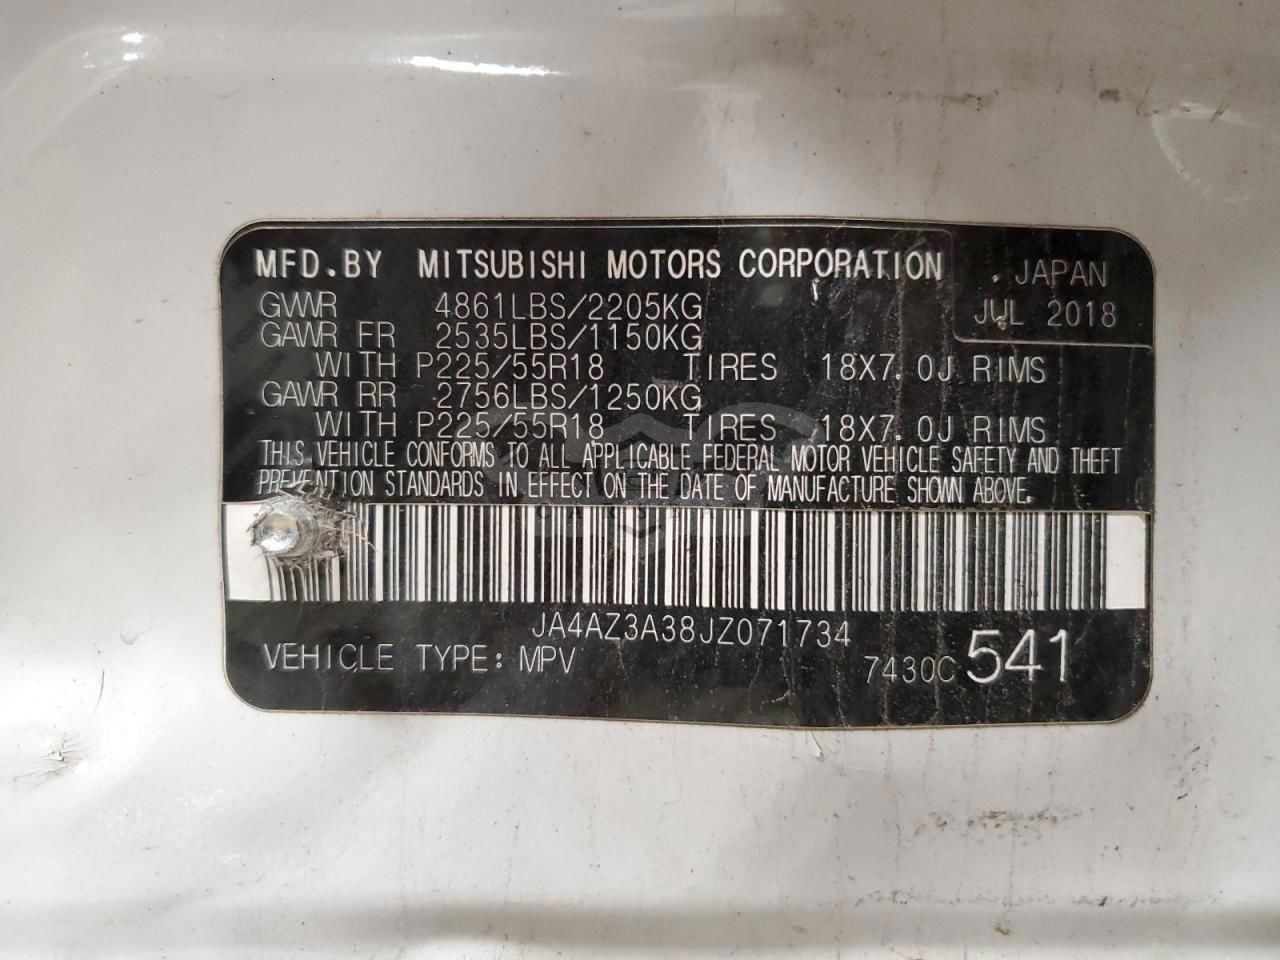 MFD.BY MITSUBISHI MOTORS CORPORATION
. JAPAN
JUL 2018
GVWR 4861LBS/2205KG
GAWR FR 2535LBS/1150KG
WITH P225/55R18 TIRES 18X7.0J RIMS
GAWR RR 2756LBS/1250KG
WITH P225/55R18 TIRES 18X7.0J RIMS
THIS VEHICLE CONFORMS TO ALL APPLICABLE FEDERAL MOTOR VEHICLE SAFETY AND THEFT
PREVENTION STANDARDS IN EFFECT ON THE DATE OF MANUFACTURE SHOWN ABOVE.
JA4AZ3A38JZ071734
VEHICLE TYPE: MPV
7430C 541